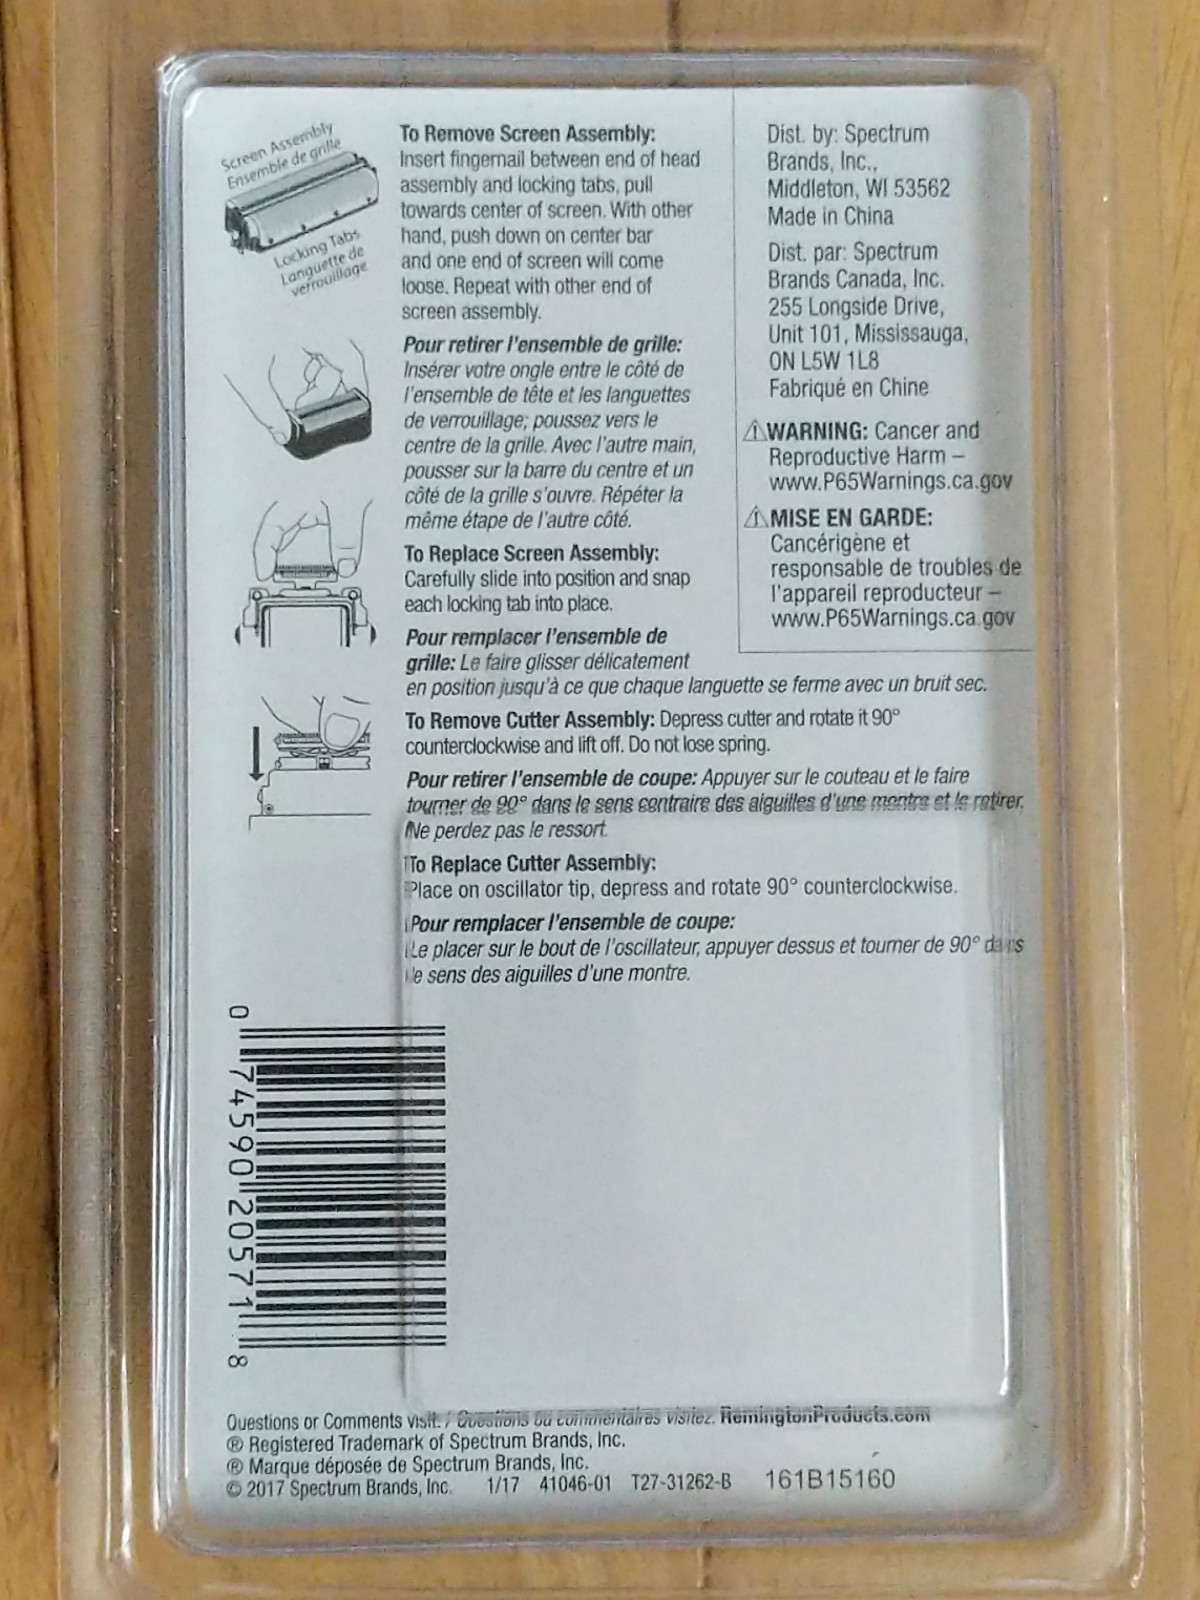 Screen Assembly
Ensemble de grille
Locking Tabs
Languette de
verrouillage
To Remove Screen Assembly:
Insert fingernail between end of head
assembly and locking tabs, pull
towards center of screen. With other
hand, push down on center bar
and one end of screen will come
loose. Repeat with other end of
screen assembly.
Pour retirer l'ensemble de grille:
Insérer votre ongle entre le côté de
l'ensemble de tête et les languettes
de verrouillage; poussez vers le
centre de la grille. Avec l'autre main,
pousser sur la barre du centre et un
côté de la grille s'ouvre. Répéter la
même étape de l'autre côté.
To Replace Screen Assembly:
Carefully slide into position and snap
each locking tab into place.
Pour remplacer l'ensemble de
grille: Le faire glisser délicatement
en position jusqu'à ce que chaque languette se ferme avec un bruit sec.
To Remove Cutter Assembly: Depress cutter and rotate it 90°
counterclockwise and lift off. Do not lose spring.
Pour retirer l'ensemble de coupe: Appuyer sur le couteau et le faire
tourner de 90° dans le sens contraire des aiguilles d'une montre et le retirer.
Ne perdez pas le ressort.
To Replace Cutter Assembly:
Place on oscillator tip, depress and rotate 90° counterclockwise.
Pour remplacer l'ensemble de coupe:
Le placer sur le bout de l'oscillateur, appuyer dessus et tourner de 90° dans
le sens des aiguilles d'une montre.
Dist. by: Spectrum
Brands, Inc.,
Middleton, WI 53562
Made in China
Dist. par: Spectrum
Brands Canada, Inc.
255 Longside Drive,
Unit 101, Mississauga,
ON L5W 1L8
Fabriqué en Chine
⚠WARNING: Cancer and
Reproductive Harm –
www.P65Warnings.ca.gov
⚠MISE EN GARDE:
Cancérigène et
responsable de troubles de
l'appareil reproducteur –
www.P65Warnings.ca.gov
0 74590 20571 8
Questions or Comments visit: / Questions ou commentaires visitez: RemingtonProducts.com
® Registered Trademark of Spectrum Brands, Inc.
® Marque déposée de Spectrum Brands, Inc.
© 2017 Spectrum Brands, Inc. 1/17 41046-01 T27-31262-B 161B15160